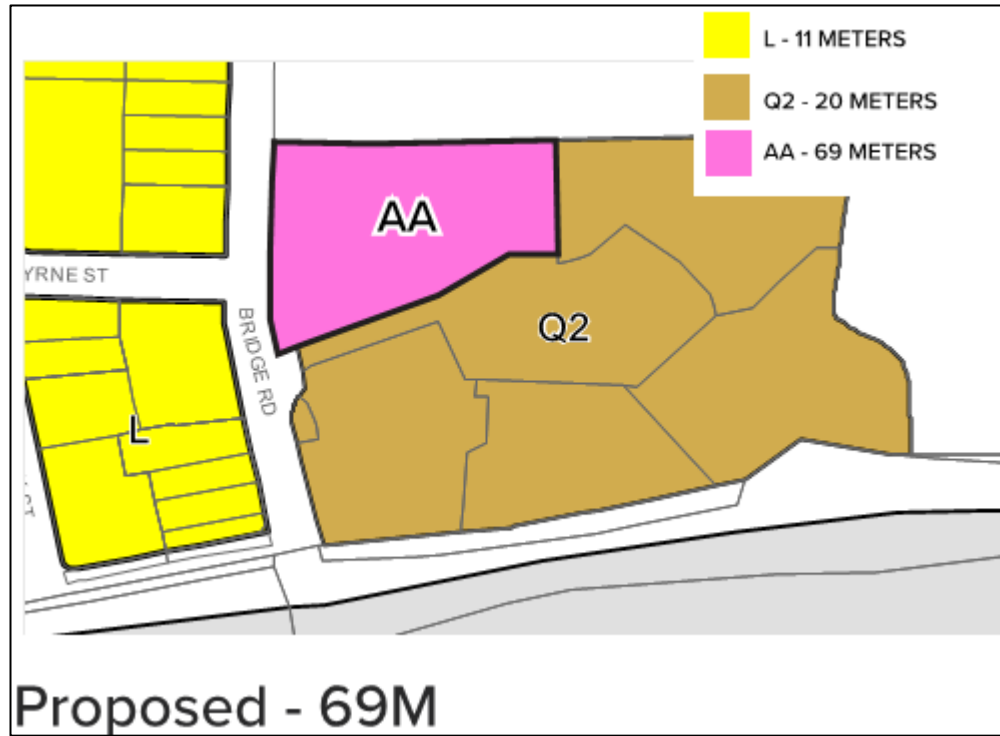 L - 11 METERS
Q2 - 20 METERS
AA - 69 METERS
AA
YRNE ST
BRIDGE RD
Q2
L
Proposed - 69M